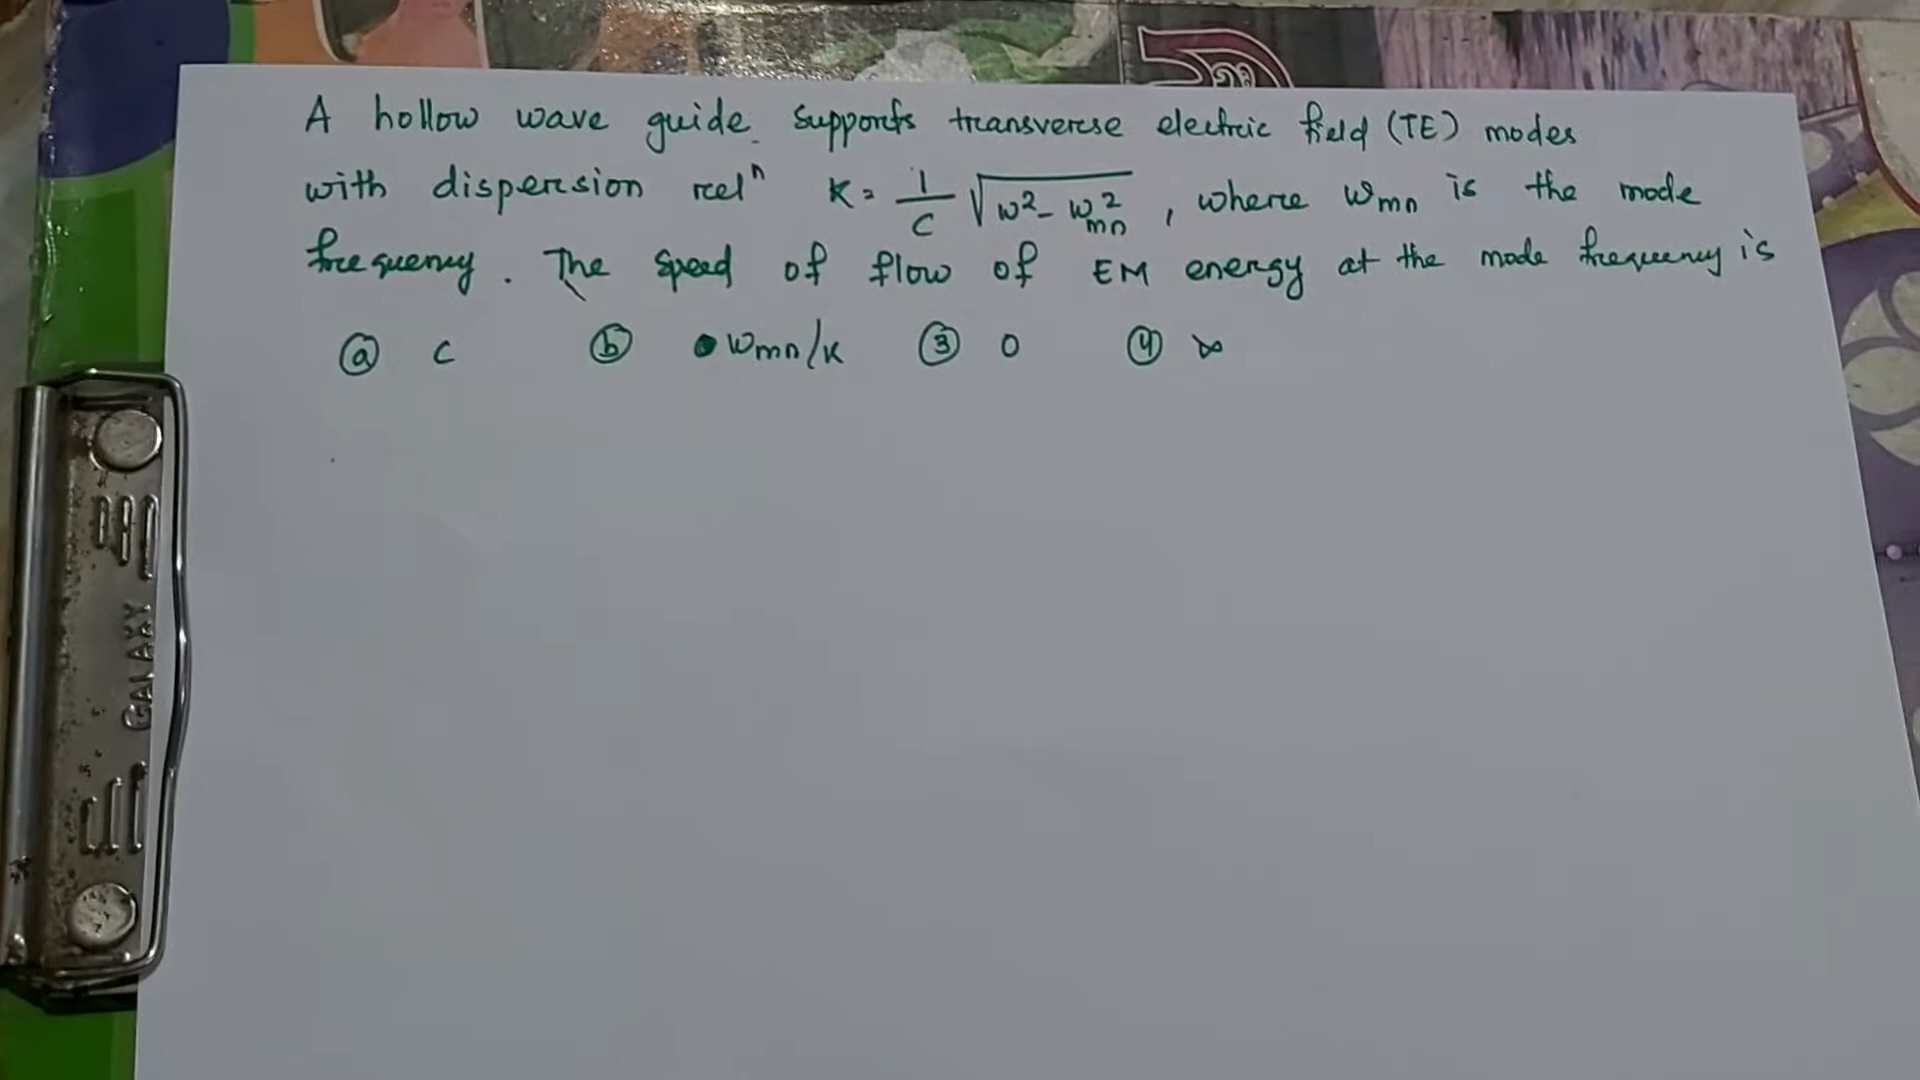 A hollow wave guide supports transverse electric field (TE) modes
with dispersion relⁿ K = 1/C √(ω² - ω²mn) , where ωmn is the mode
frequency. The speed of flow of EM energy at the mode frequency is
ⓐ C ⓑ ωmn/K ③ 0 ④ ∞
GALAXY